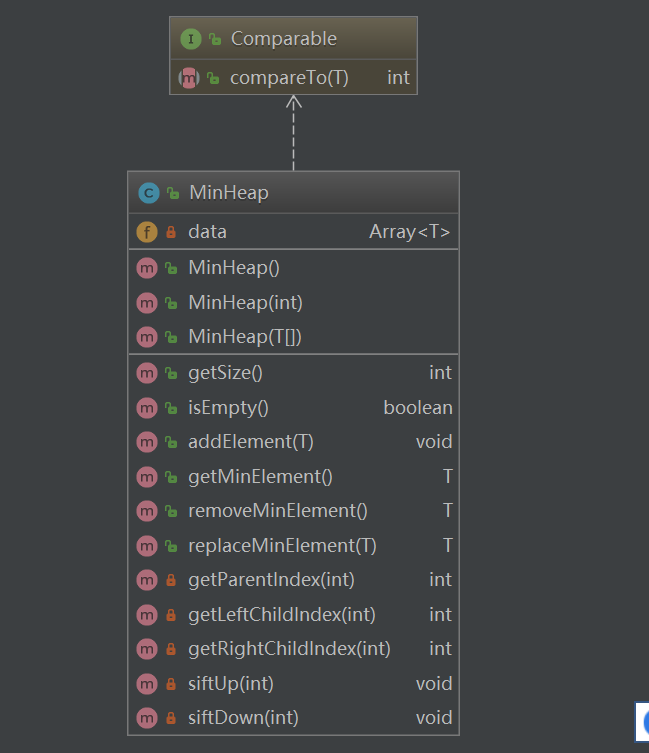 I Comparable
m compareTo(T) int
C MinHeap
f data Array<T>
m MinHeap()
m MinHeap(int)
m MinHeap(T[])
m getSize() int
m isEmpty() boolean
m addElement(T) void
m getMinElement() T
m removeMinElement() T
m replaceMinElement(T) T
m getParentIndex(int) int
m getLeftChildIndex(int) int
m getRightChildIndex(int) int
m siftUp(int) void
m siftDown(int) void